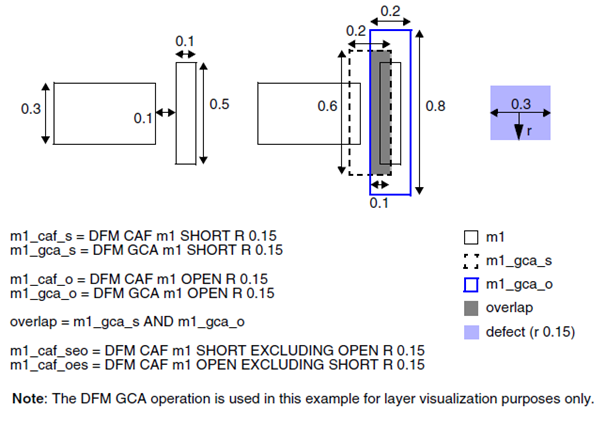 0.1
0.3
0.1
0.5
0.2
0.2
0.6
0.8
0.1
0.3
r
m1_caf_s = DFM CAF m1 SHORT R 0.15
m1_gca_s = DFM GCA m1 SHORT R 0.15
m1_caf_o = DFM CAF m1 OPEN R 0.15
m1_gca_o = DFM GCA m1 OPEN R 0.15
overlap = m1_gca_s AND m1_gca_o
m1_caf_seo = DFM CAF m1 SHORT EXCLUDING OPEN R 0.15
m1_caf_oes = DFM CAF m1 OPEN EXCLUDING SHORT R 0.15
m1
m1_gca_s
m1_gca_o
overlap
defect (r 0.15)
Note: The DFM GCA operation is used in this example for layer visualization purposes only.